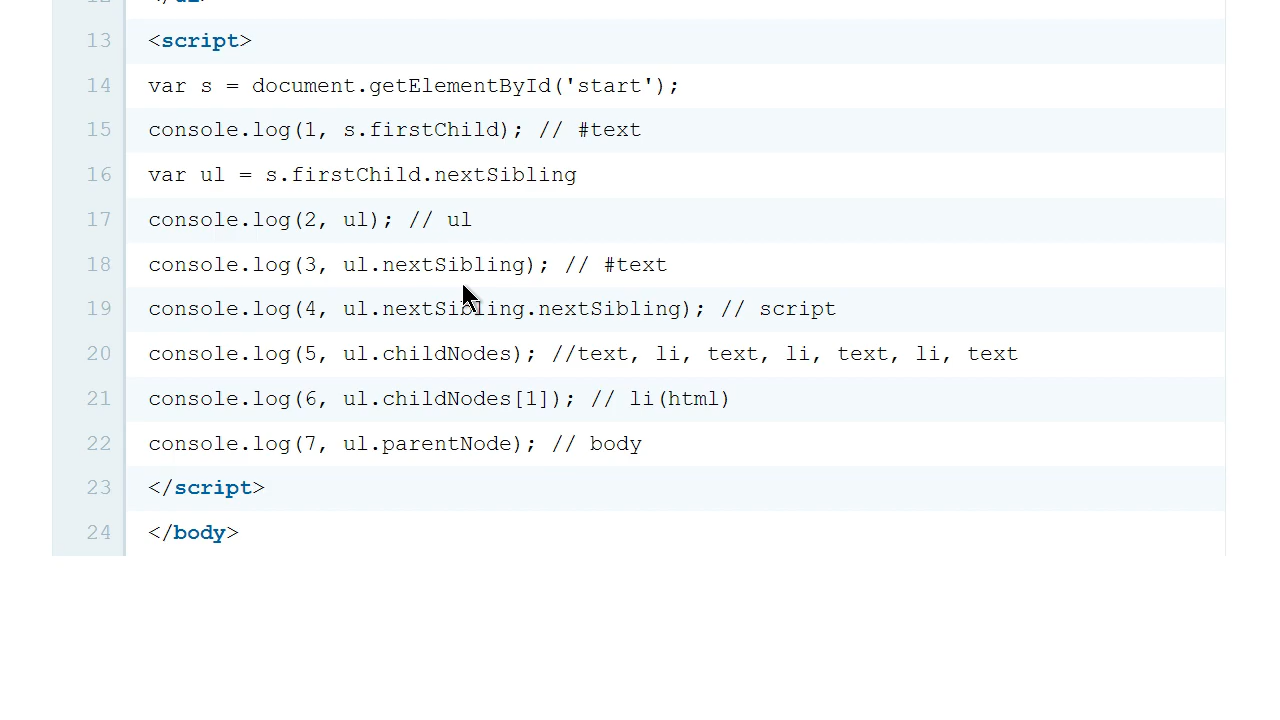 13 <script>
14 var s = document.getElementById('start');
15 console.log(1, s.firstChild); // #text
16 var ul = s.firstChild.nextSibling
17 console.log(2, ul); // ul
18 console.log(3, ul.nextSibling); // #text
19 console.log(4, ul.nextSibling.nextSibling); // script
20 console.log(5, ul.childNodes); //text, li, text, li, text, li, text
21 console.log(6, ul.childNodes[1]); // li(html)
22 console.log(7, ul.parentNode); // body
23 </script>
24 </body>